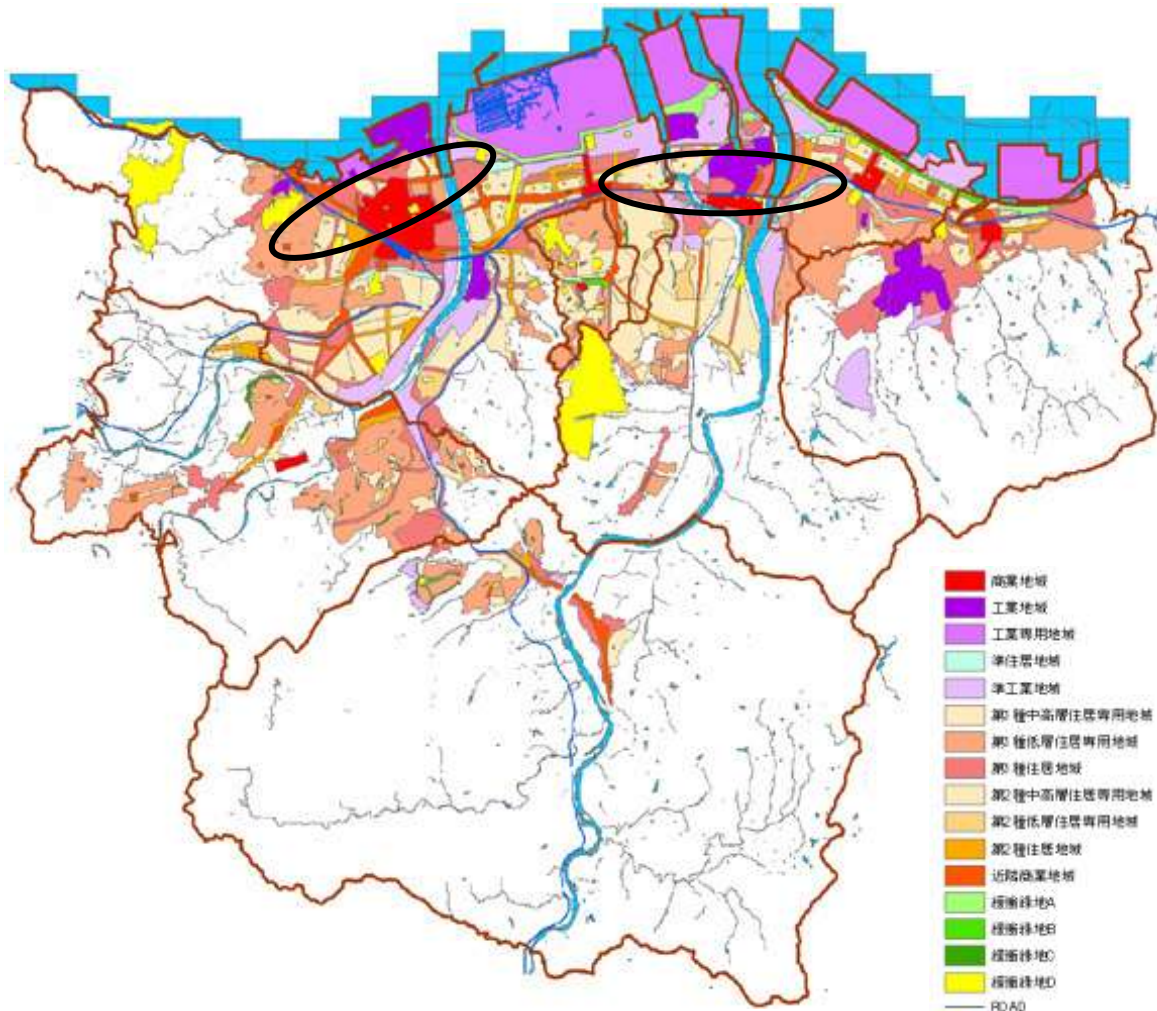 商業地域
工業地域
工業専用地域
準住居地域
準工業地域
第1種中高層住居専用地域
第1種低層住居専用地域
第1種住居地域
第2種中高層住居専用地域
第2種低層住居専用地域
第2種住居地域
近隣商業地域
緩衝緑地A
緩衝緑地B
緩衝緑地C
緩衝緑地D
ROAD